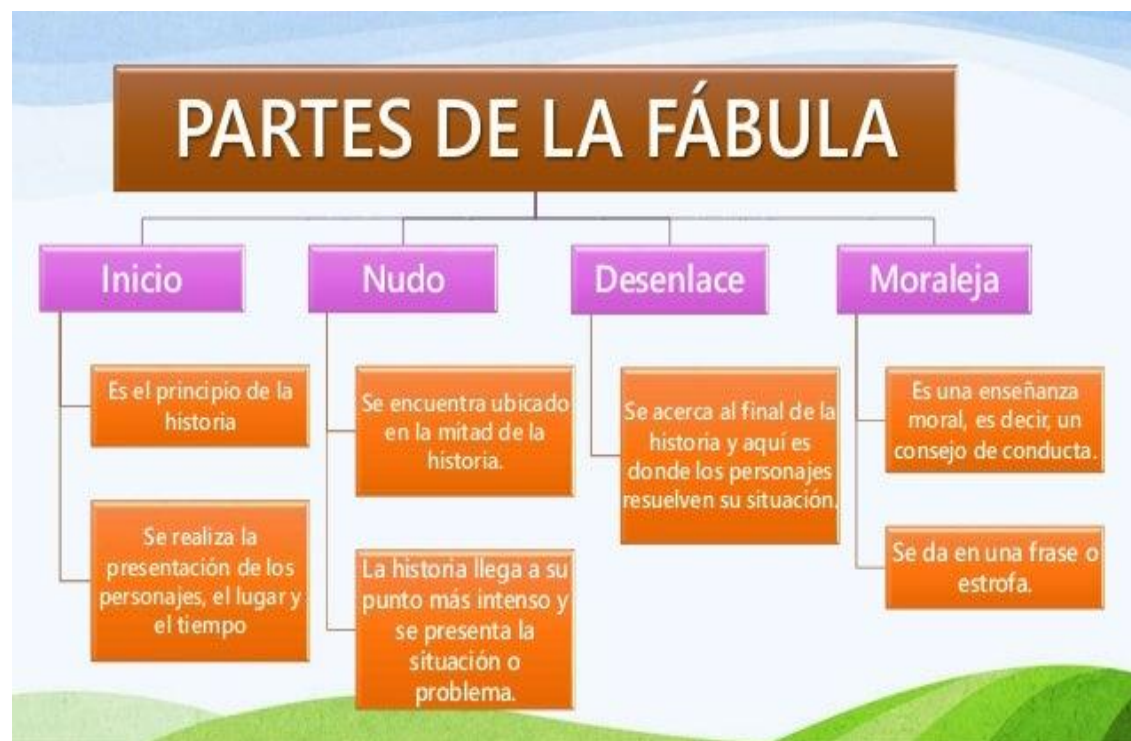 PARTES DE LA FÁBULA
Inicio
Es el principio de la
historia
Se realiza la
presentación de los
personajes, el lugar y
el tiempo
Nudo
Se encuentra ubicado
en la mitad de la
historia.
La historia llega a su
punto más intenso y
se presenta la
situación o
problema.
Desenlace
Se acerca al final de la
historia y aquí es
donde los personajes
resuelven su situación.
Moraleja
Es una enseñanza
moral, es decir, un
consejo de conducta.
Se da en una frase o
estrofa.